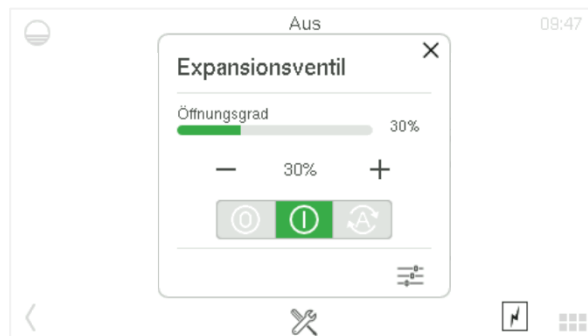 Aus
09:47
Expansionsventil
Öffnungsgrad
30%
30%
O I A